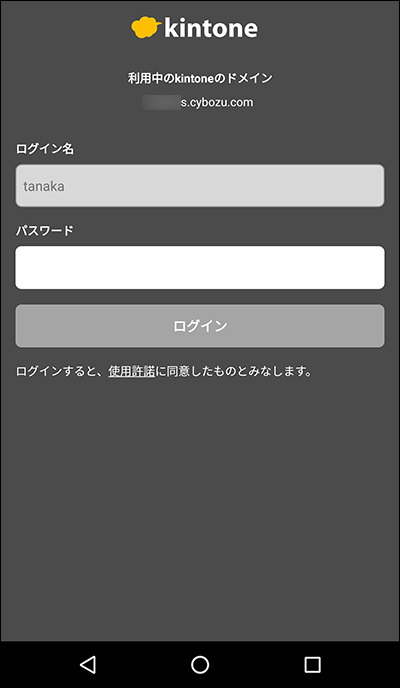 kintone
利用中のkintoneのドメイン
s.cybozu.com
ログイン名
tanaka
パスワード
ログイン
ログインすると、使用許諾に同意したものとみなします。